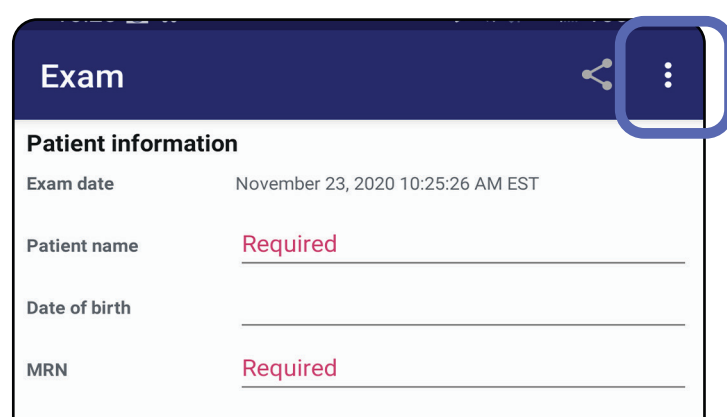 Exam
Patient information
Exam date November 23, 2020 10:25:26 AM EST
Patient name Required
Date of birth
MRN Required